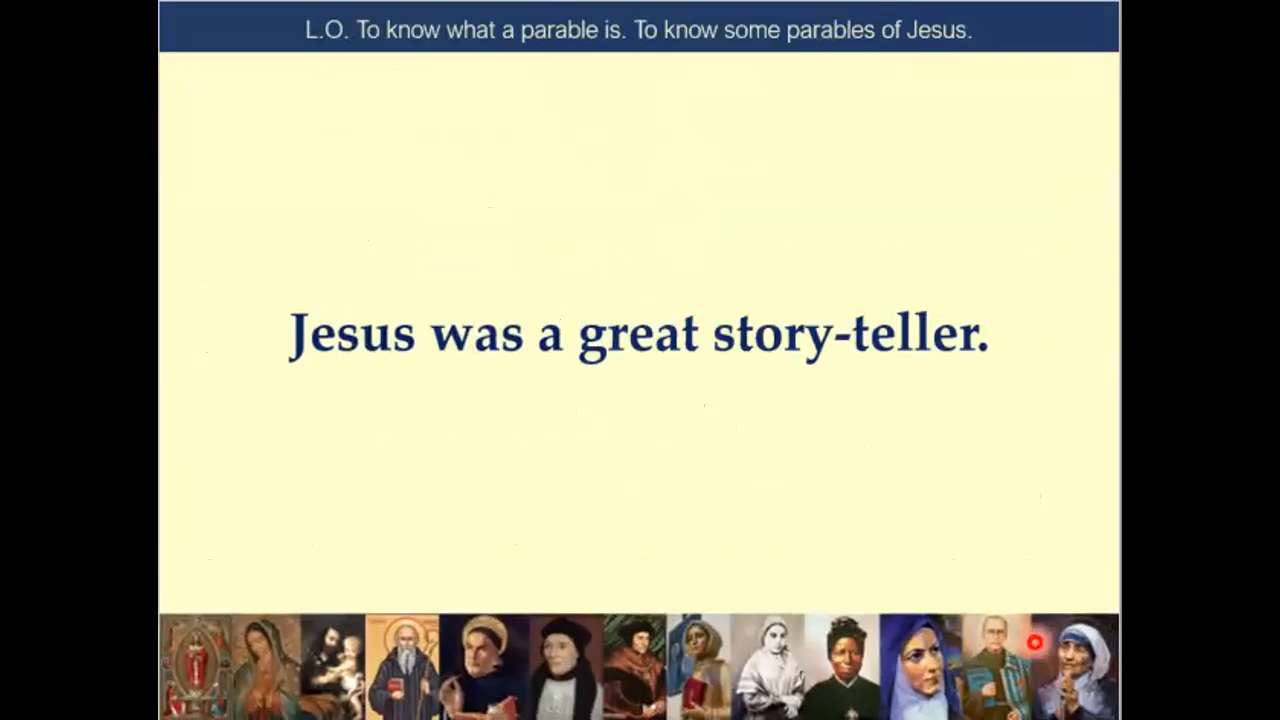 L.O. To know what a parable is. To know some parables of Jesus.
Jesus was a great story-teller.